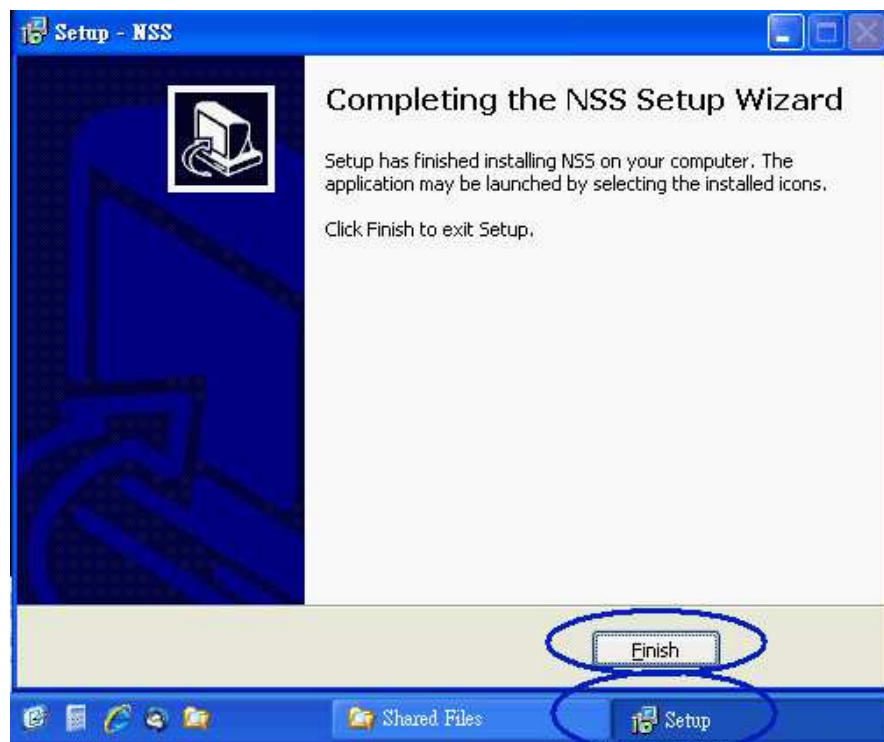 Setup - NSS
Completing the NSS Setup Wizard
Setup has finished installing NSS on your computer. The
application may be launched by selecting the installed icons.
Click Finish to exit Setup.
Finish
Shared Files
Setup